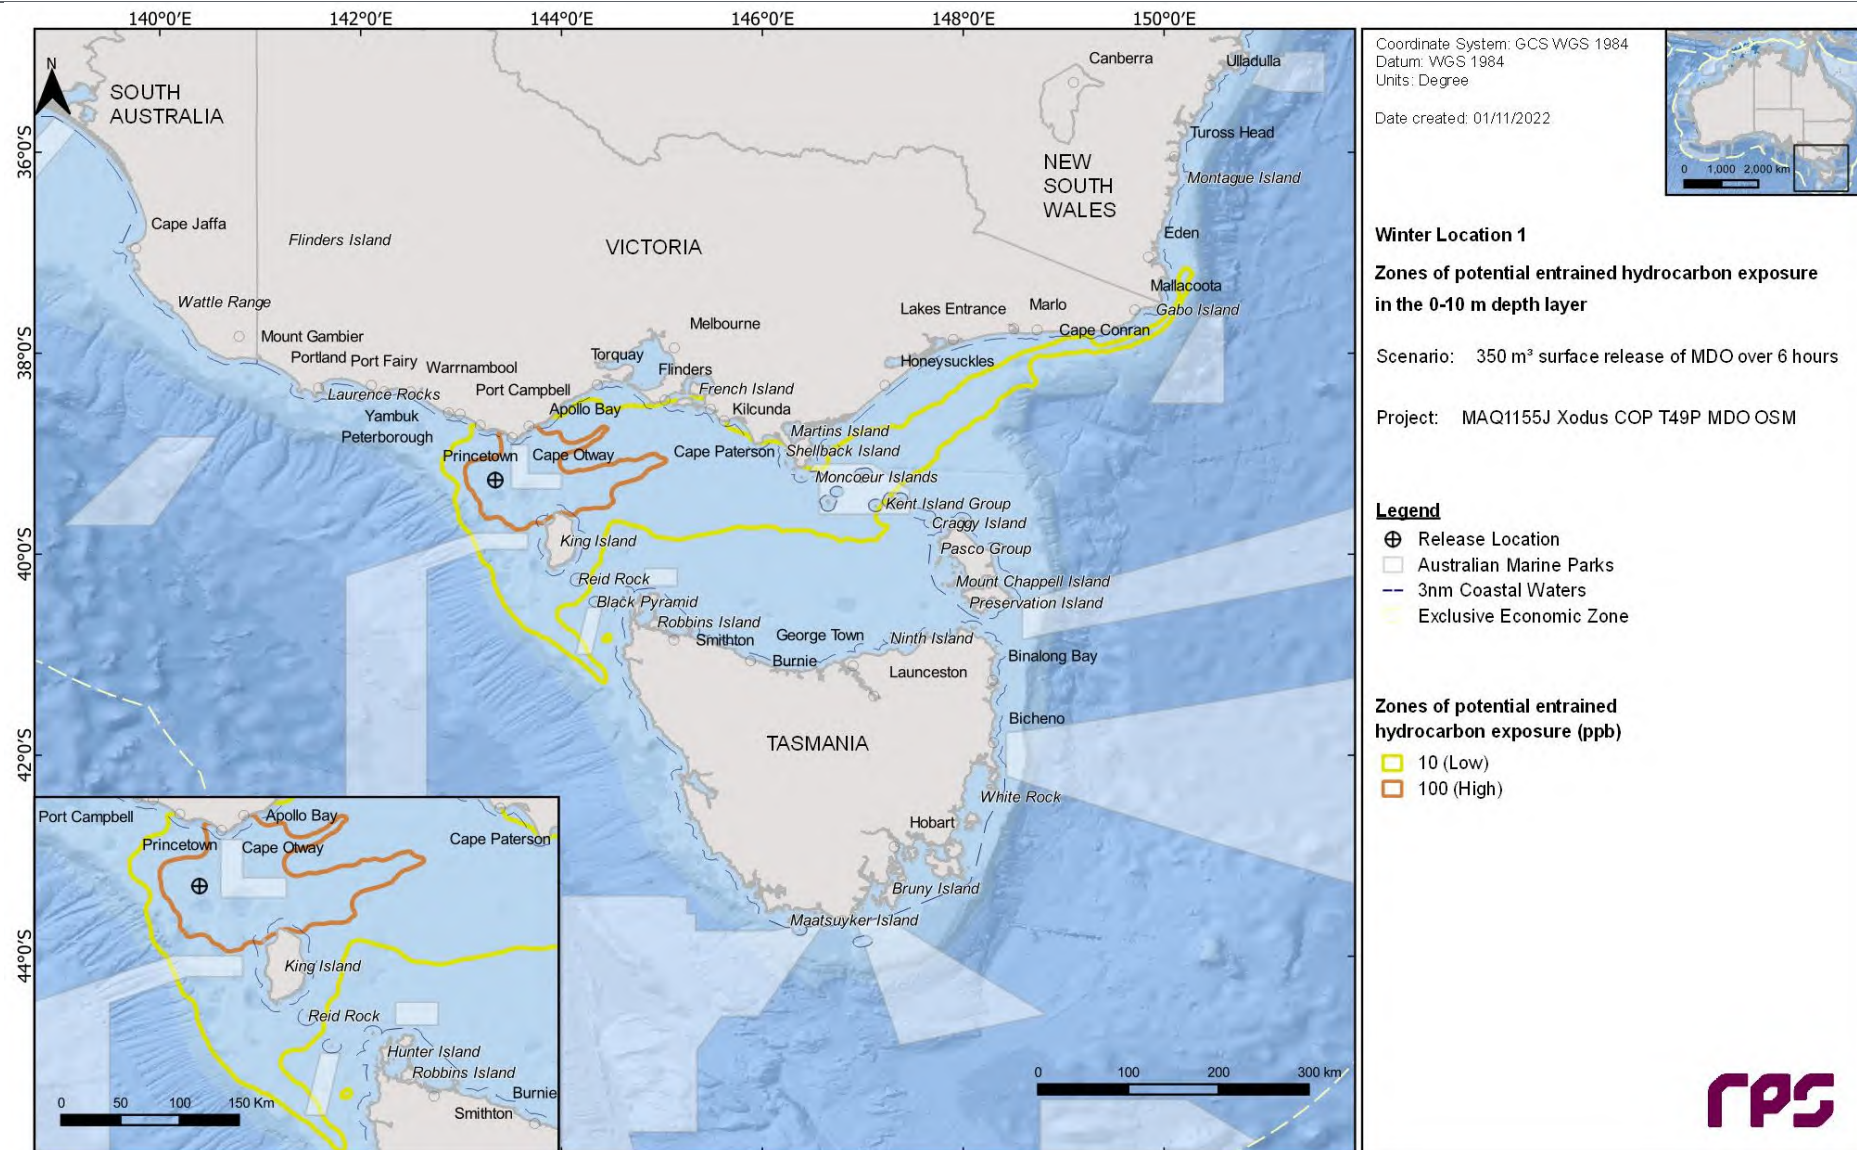 140°0'E
142°0'E
144°0'E
146°0'E
148°0'E
150°0'E
36°0'S
38°0'S
40°0'S
42°0'S
44°0'S
N
SOUTH
AUSTRALIA
Canberra
Ulladulla
Tuross Head
NEW
SOUTH
WALES
Montague Island
Cape Jaffa
Flinders Island
VICTORIA
Eden
Wattle Range
Mallacoota
Lakes Entrance
Marlo
Gabo Island
Melbourne
Cape Conran
Mount Gambier
Portland
Port Fairy
Warrnambool
Torquay
Flinders
Honeysuckles
Laurence Rocks
Port Campbell
French Island
Yambuk
Apollo Bay
Kilcunda
Peterborough
Martins Island
Princetown
Cape Otway
Cape Paterson
Shellback Island
Moncoeur Islands
Kent Island Group
Craggy Island
King Island
Pasco Group
Reid Rock
Mount Chappell Island
Black Pyramid
Preservation Island
Robbins Island
Smithton
George Town
Ninth Island
Burnie
Binalong Bay
Launceston
Bicheno
TASMANIA
White Rock
Hobart
Bruny Island
Maatsuyker Island
0 100 200 300 km
Port Campbell
Apollo Bay
Princetown
Cape Otway
Cape Paterson
King Island
Reid Rock
Hunter Island
Robbins Island
Burnie
Smithton
0 50 100 150 Km
Coordinate System: GCS WGS 1984
Datum: WGS 1984
Units: Degree
Date created: 01/11/2022
0 1,000 2,000 km
Winter Location 1
Zones of potential entrained hydrocarbon exposure
in the 0-10 m depth layer
Scenario: 350 m³ surface release of MDO over 6 hours
Project: MAQ1155J Xodus COP T49P MDO OSM
Legend
Release Location
Australian Marine Parks
3nm Coastal Waters
Exclusive Economic Zone
Zones of potential entrained
hydrocarbon exposure (ppb)
10 (Low)
100 (High)
rps